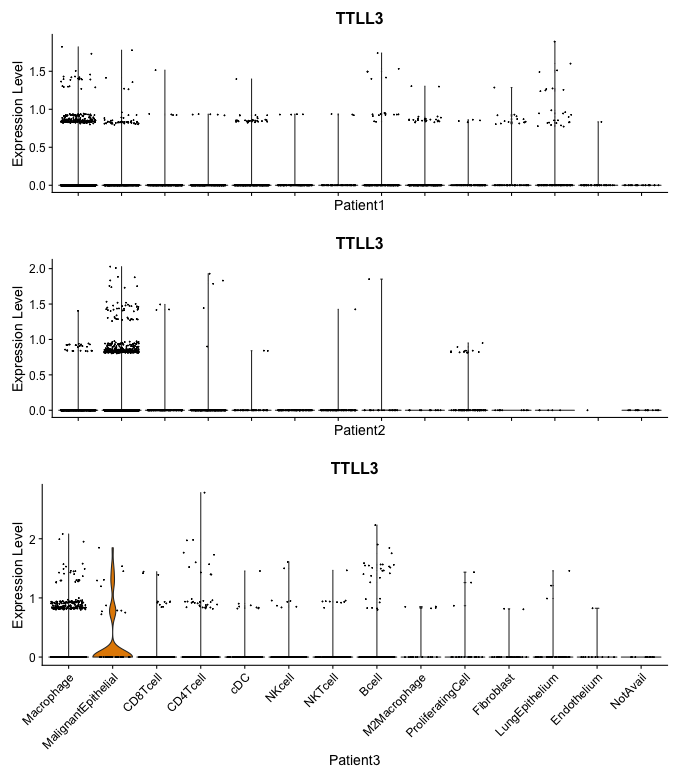 TTLL3
Expression Level
1.5
1.0
0.5
0.0
Patient1
TTLL3
Expression Level
2.0
1.5
1.0
0.5
0.0
Patient2
TTLL3
Expression Level
2
1
0
Macrophage
MalignantEpithelial
CD8Tcell
CD4Tcell
cDC
NKcell
NKTcell
Bcell
M2Macrophage
ProliferatingCell
Fibroblast
LungEpithelium
Endothelium
NotAvail
Patient3